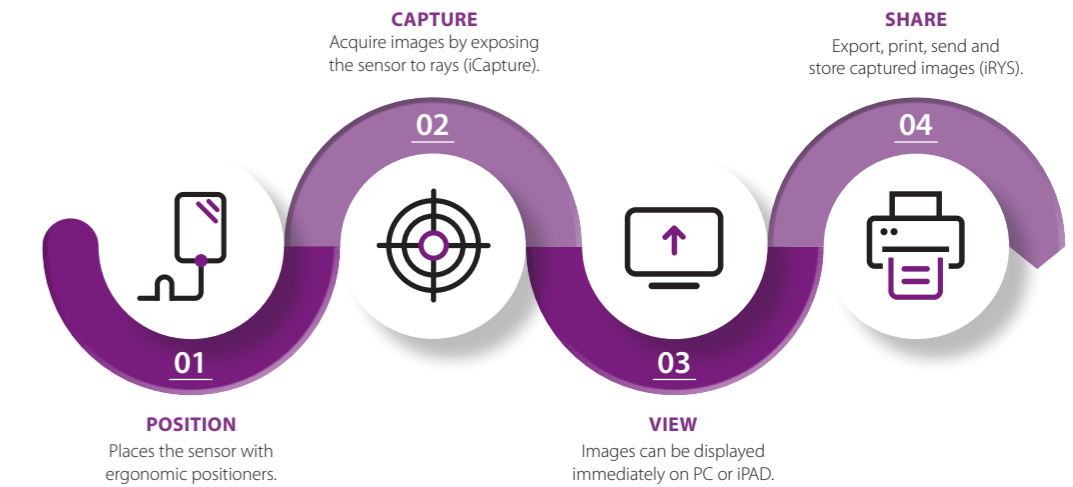 CAPTURE
Acquire images by exposing
the sensor to rays (iCapture).
SHARE
Export, print, send and
store captured images (iRYS).
02
04
01
03
POSITION
Places the sensor with
ergonomic positioners.
VIEW
Images can be displayed
immediately on PC or iPAD.